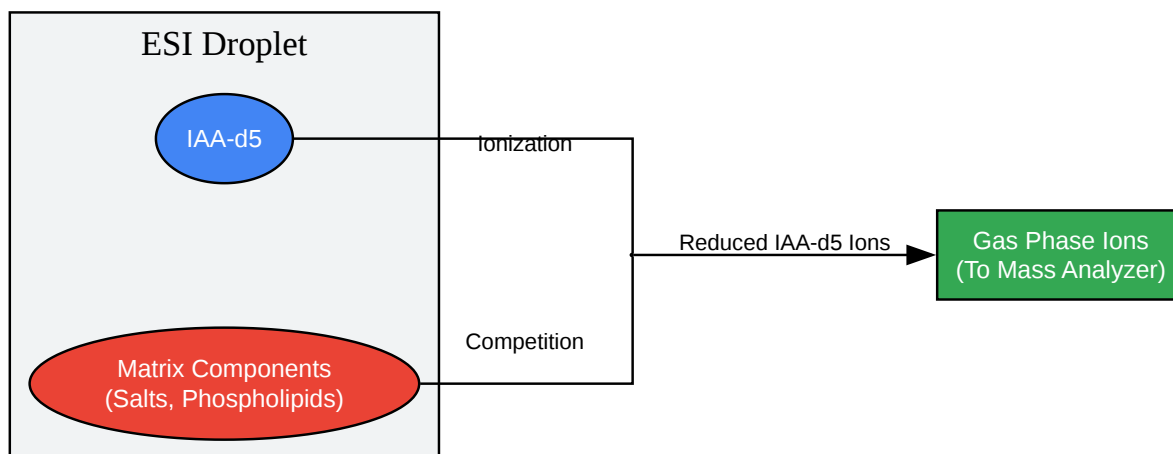 ESI Droplet
IAA-d5
Ionization
Reduced IAA-d5 Ions
Gas Phase Ions
(To Mass Analyzer)
Competition
Matrix Components
(Salts, Phospholipids)